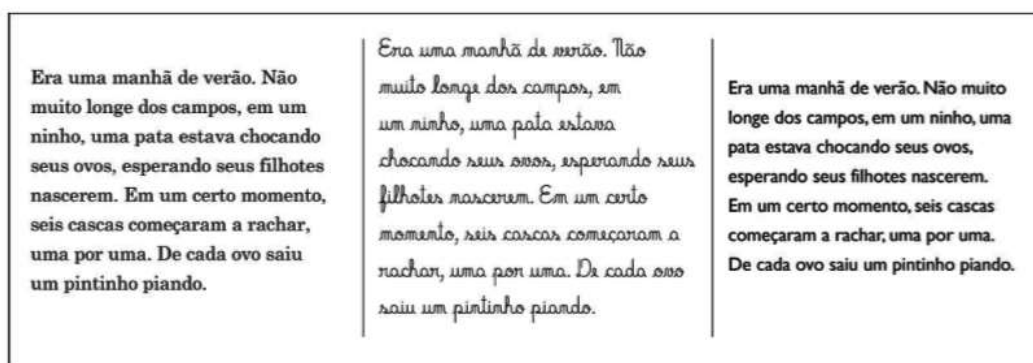 Era uma manhã de verão. Não
muito longe dos campos, em um
ninho, uma pata estava chocando
seus ovos, esperando seus filhotes
nascerem. Em um certo momento,
seis cascas começaram a rachar,
uma por uma. De cada ovo saiu
um pintinho piando.
Era uma manhã de verão. Não
muito longe dos campos, em
um ninho, uma pata estava
chocando seus ovos, esperando seus
filhotes nascerem. Em um certo
momento, seis cascas começaram a
rachar, uma por uma. De cada ovo
saiu um pintinho piando.
Era uma manhã de verão. Não muito
longe dos campos, em um ninho, uma
pata estava chocando seus ovos,
esperando seus filhotes nascerem.
Em um certo momento, seis cascas
começaram a rachar, uma por uma.
De cada ovo saiu um pintinho piando.